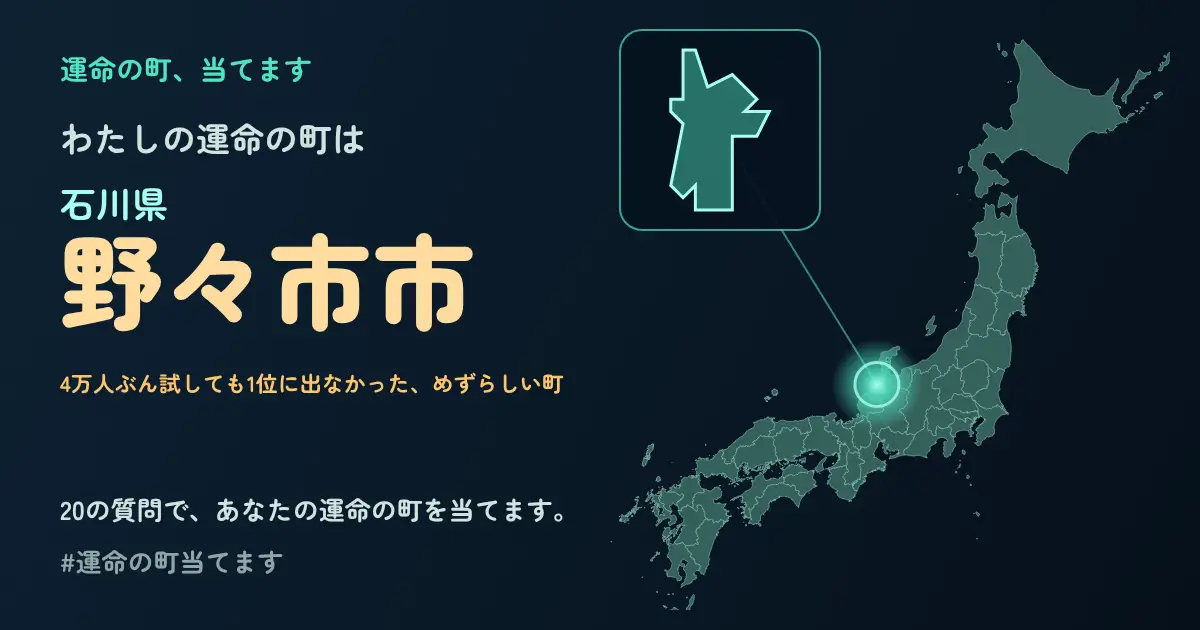 運命の町、当てます
わたしの運命の町は
石川県
野々市市
4万人ぶん試しても1位に出なかった、めずらしい町
20の質問で、あなたの運命の町を当てます。
#運命の町当てます